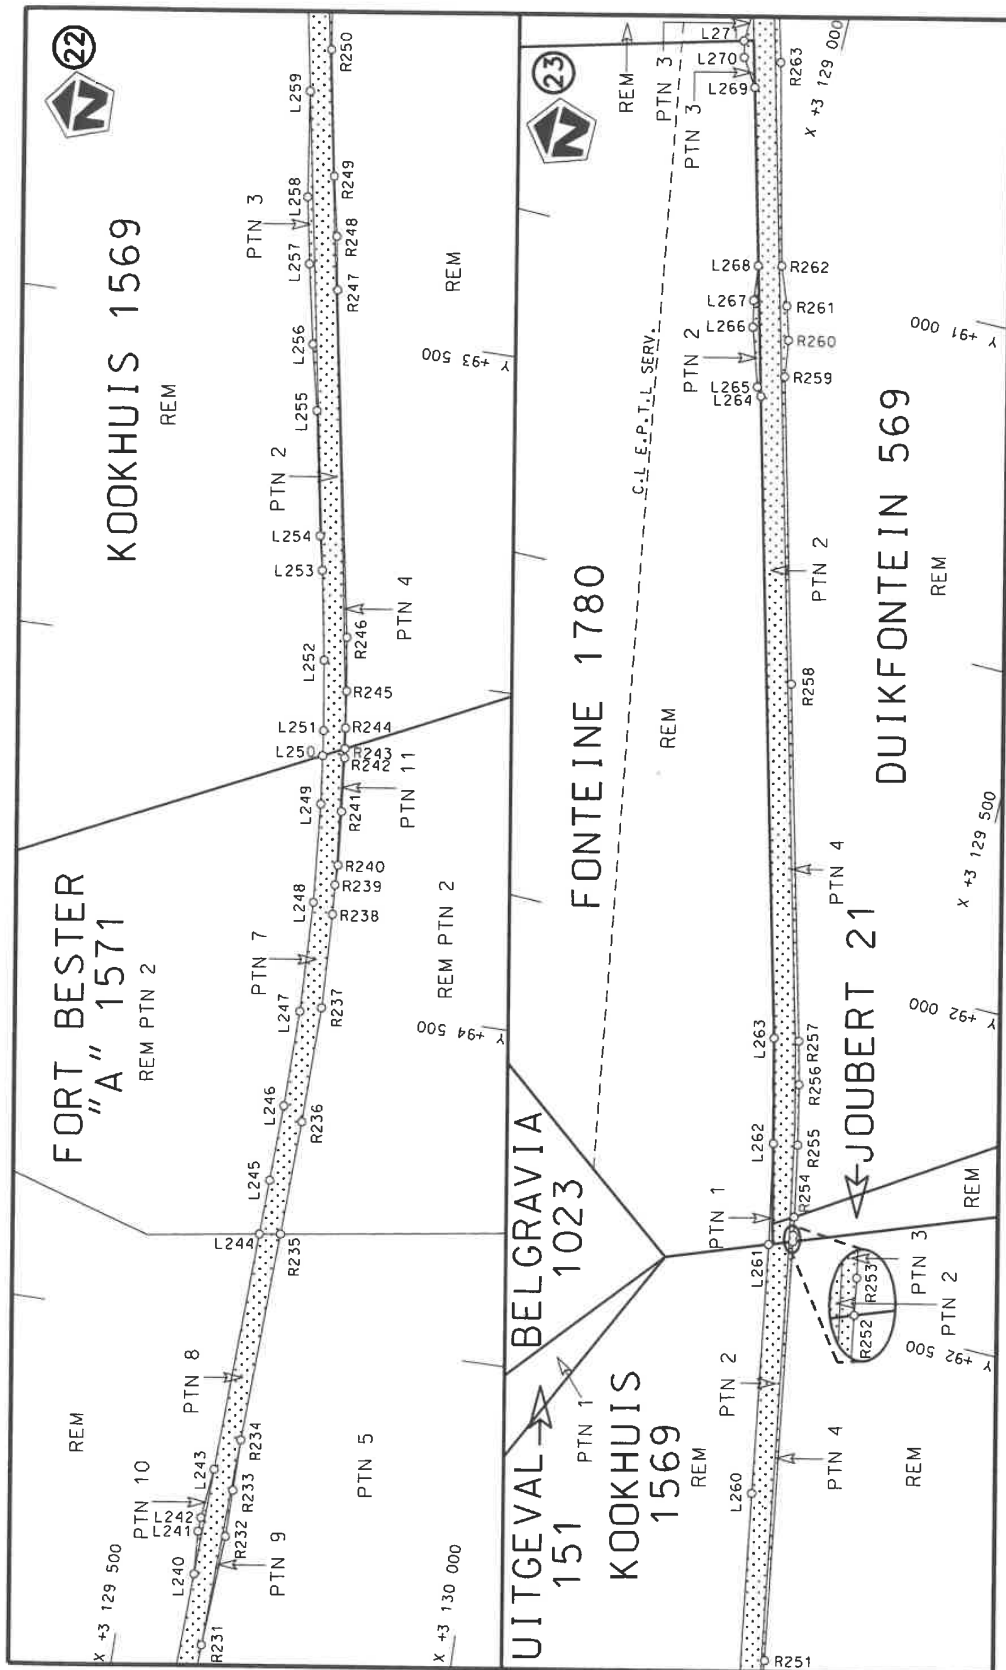 22
N
KOOKHUIS 1569
REM
FORT BESTER
"A" 1571
REM PTN 2
REM
L240
L241
L242
L243
L244
L245
L246
L247
L248
L249
L250
L251
L252
L253
L254
L255
L256
L257
L258
L259
PTN 10
PTN 8
PTN 7
PTN 2
PTN 3
R231
R232
R233
R234
R235
R236
R237
R238
R239
R240
R241
R242
R243
R244
R245
R246
R247
R248
R249
R250
PTN 9
PTN 5
REM PTN 2
PTN 11
PTN 4
REM
X +3 129 500
X +3 130 000
Y +94 500
Y +93 500
23
N
UITGEVAL
151
PTN 1
BELGRAVIA
1023
KOOKHUIS
1569
REM
FONTEINE 1780
REM
C.L E.P.T.L SERV.
REM
PTN 3
PTN 3
PTN 2
PTN 1
PTN 2
L260
L261
L262
L263
L264
L265
L266
L267
L268
L269
L270
L27
R251
R252
R253
R254
R255
R256
R257
R258
R259
R260
R261
R262
R263
PTN 4
REM
PTN 2
PTN 3
JOUBERT 21
REM
PTN 4
PTN 2
DUIKFONTEIN 569
REM
Y +92 500
Y +92 000
X +3 129 500
Y +91 000
X +3 129 000